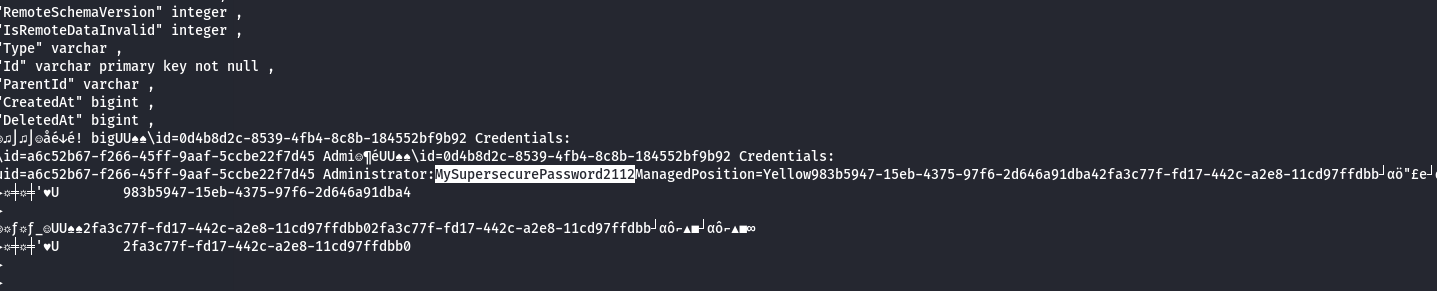 "RemoteSchemaVersion" integer ,
"IsRemoteDataInvalid" integer ,
"Type" varchar ,
"Id" varchar primary key not null ,
"ParentId" varchar ,
"CreatedAt" bigint ,
"DeletedAt" bigint ,
☺♫⌡♫⌡☺åé↓é! bigUU♠♠\id=0d4b8d2c-8539-4fb4-8c8b-184552bf9b92 Credentials:
\id=a6c52b67-f266-45ff-9aaf-5ccbe22f7d45 Admi☺¶éUU♠♠\id=0d4b8d2c-8539-4fb4-8c8b-184552bf9b92 Credentials:
\id=a6c52b67-f266-45ff-9aaf-5ccbe22f7d45 Administrator:MySupersecurePassword2112ManagedPosition=Yellow983b5947-15eb-4375-97f6-2d646a91dba42fa3c77f-fd17-442c-a2e8-11cd97ffdbb┘αö"£e┘
☼╪☼╪'♥U 983b5947-15eb-4375-97f6-2d646a91dba4
☼ƒ☼ƒ_☺UU♠♠2fa3c77f-fd17-442c-a2e8-11cd97ffdbb02fa3c77f-fd17-442c-a2e8-11cd97ffdbb┘αô⌐▲■┘αô⌐▲■∞
☼╪☼╪'♥U 2fa3c77f-fd17-442c-a2e8-11cd97ffdbb0